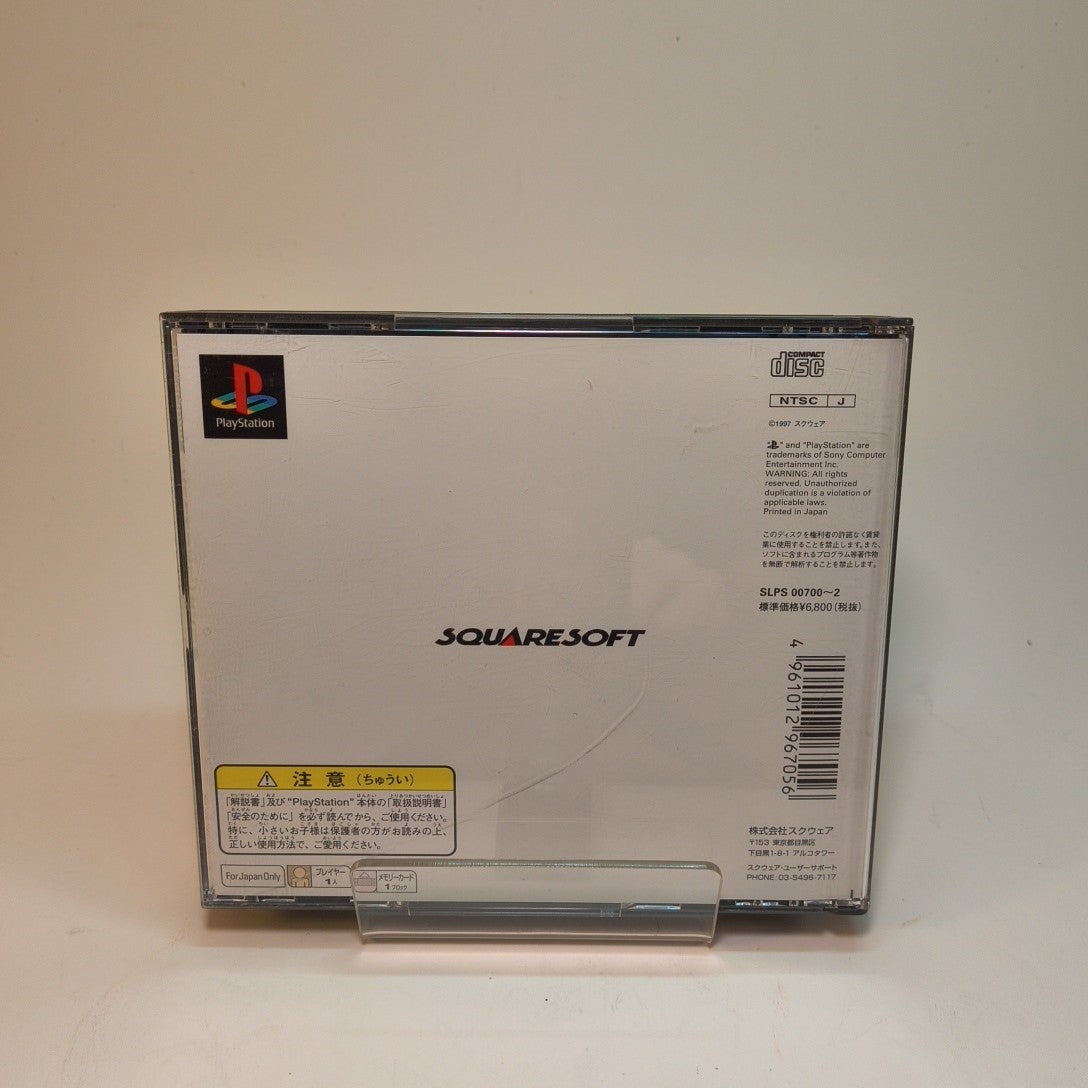 PlayStation
COMPACT
disc
NTSC J
©1997 スクウェア
"PS" and "PlayStation" are
trademarks of Sony Computer
Entertainment Inc.
WARNING: All rights
reserved. Unauthorized
duplication is a violation of
applicable laws.
Printed in Japan
このディスクを権利者の許諾なく賃貸
業に使用することを禁止します。また、
ソフトに含まれるプログラム等著作物
を無断で解析することを禁止します。
SLPS 00700〜2
標準価格¥6,800(税抜)
SQUARESOFT
4 961012 967056
注意(ちゅうい)
「解説書」及び"PlayStation"本体の「取扱説明書」
「安全のために」を必ず読んでから、ご使用ください。
特に、小さいお子様は保護者の方がお読みの上、
正しい使用方法で、ご愛用ください。
株式会社スクウェア
〒153 東京都目黒区
下目黒1-8-1 アルコタワー
スクウェア・ユーザーサポート
PHONE: 03-5496-7117
For Japan Only
プレイヤー
1人
メモリーカード
1ブロック